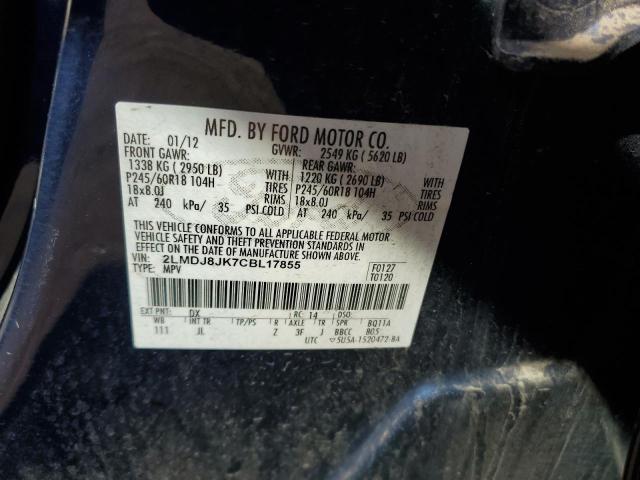 MFD. BY FORD MOTOR CO.
DATE: 01/12 GVWR: 2549 KG ( 5620 LB)
FRONT GAWR: REAR GAWR:
1338 KG ( 2950 LB) WITH 1220 KG ( 2690 LB) WITH
P245/60R18 104H TIRES P245/60R18 104H TIRES
18x8.0J RIMS 18x8.0J RIMS
AT 240 kPa/ 35 PSI COLD AT 240 kPa/ 35 PSI COLD
THIS VEHICLE CONFORMS TO ALL APPLICABLE FEDERAL MOTOR
VEHICLE SAFETY AND THEFT PREVENTION STANDARDS IN
EFFECT ON THE DATE OF MANUFACTURE SHOWN ABOVE.
VIN: 2LMDJ8JK7CBL17855 F0127
TYPE: MPV T0120
EXT PNT: DX RC: 14 DSO:
WB INT TR TP/PS R AXLE TR SPR BQ11A
111 JL Z 3F J BBCC 805
UTC ▽5U5A-1520472-BA